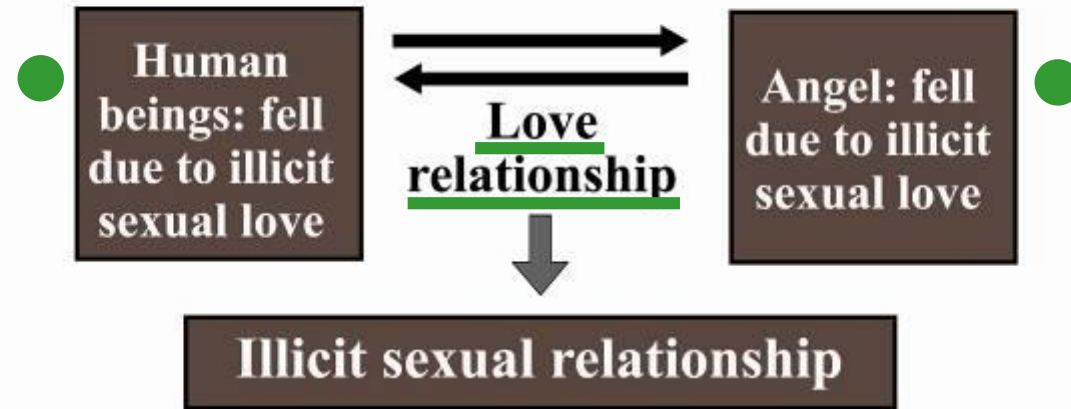 Human
beings: fell
due to illicit
sexual love
Love
relationship
Angel: fell
due to illicit
sexual love
Illicit sexual relationship